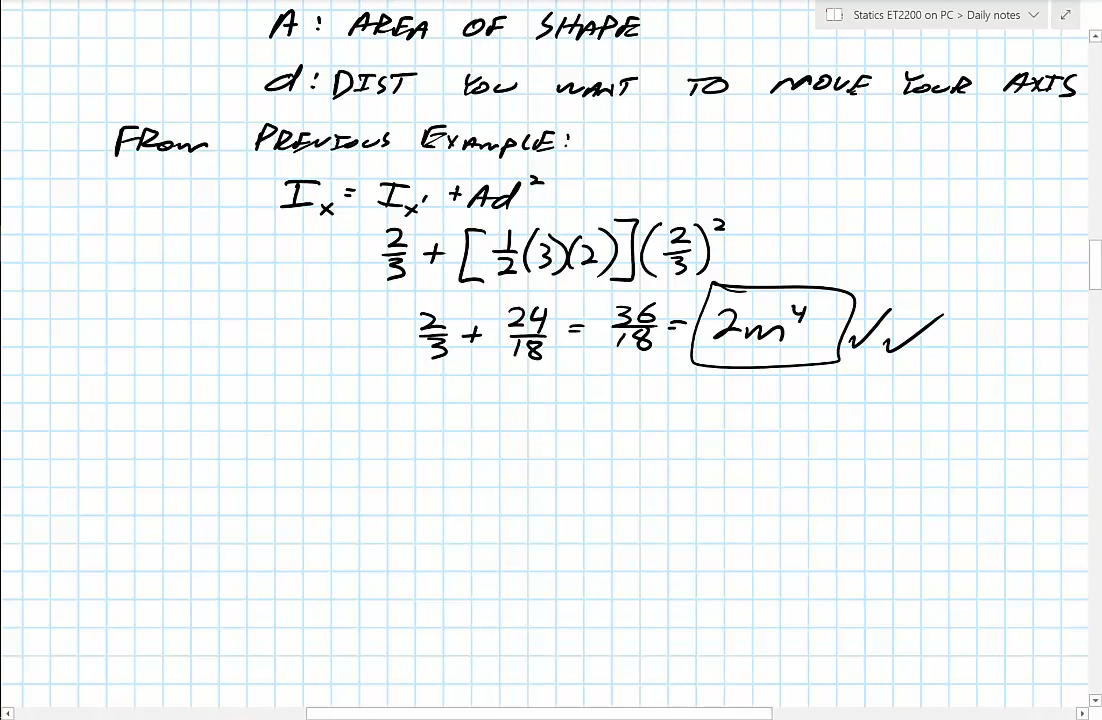 Statics ET2200 on PC > Daily notes
A: AREA OF SHAPE
d: DIST YOU WANT TO MOVE YOUR AXIS
FROM PREVIOUS EXAMPLE:
Iₓ = Iₓ' + Ad²
2/3 + [1/2(3)(2)](2/3)²
2/3 + 24/18 = 36/18 = 2m⁴ ✓✓